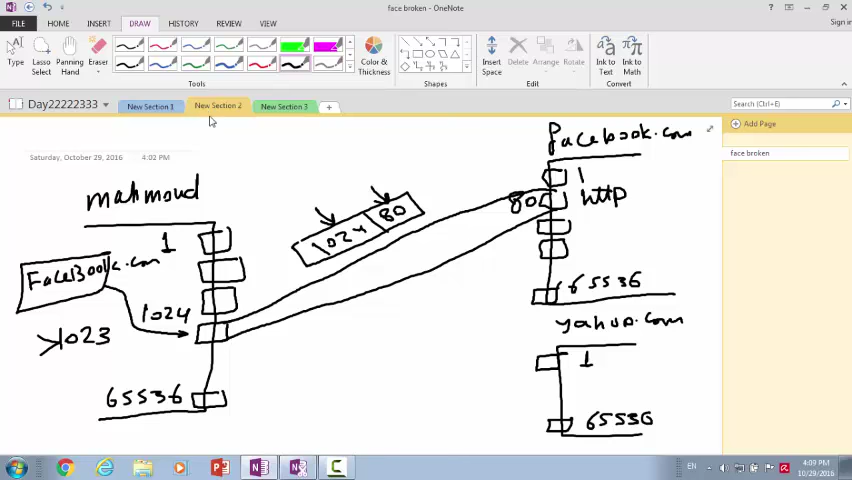 face broken - OneNote
FILE HOME INSERT DRAW HISTORY REVIEW VIEW
Sign in
Type Lasso Select Panning Hand Eraser Color & Thickness Insert Space Delete Arrange Rotate Ink to Text Ink to Math
Tools Shapes Edit Convert
Day22222333 New Section 1 New Section 2 New Section 3 +
Search (Ctrl+E)
Add Page
face broken
Saturday, October 29, 2016 4:02 PM
facebook.com
mahmoud
1
80 http
1024 80
1
FaceBook.com
1024
>1023
65536
65536
yahoo.com
1
65536
EN
4:09 PM
10/29/2016